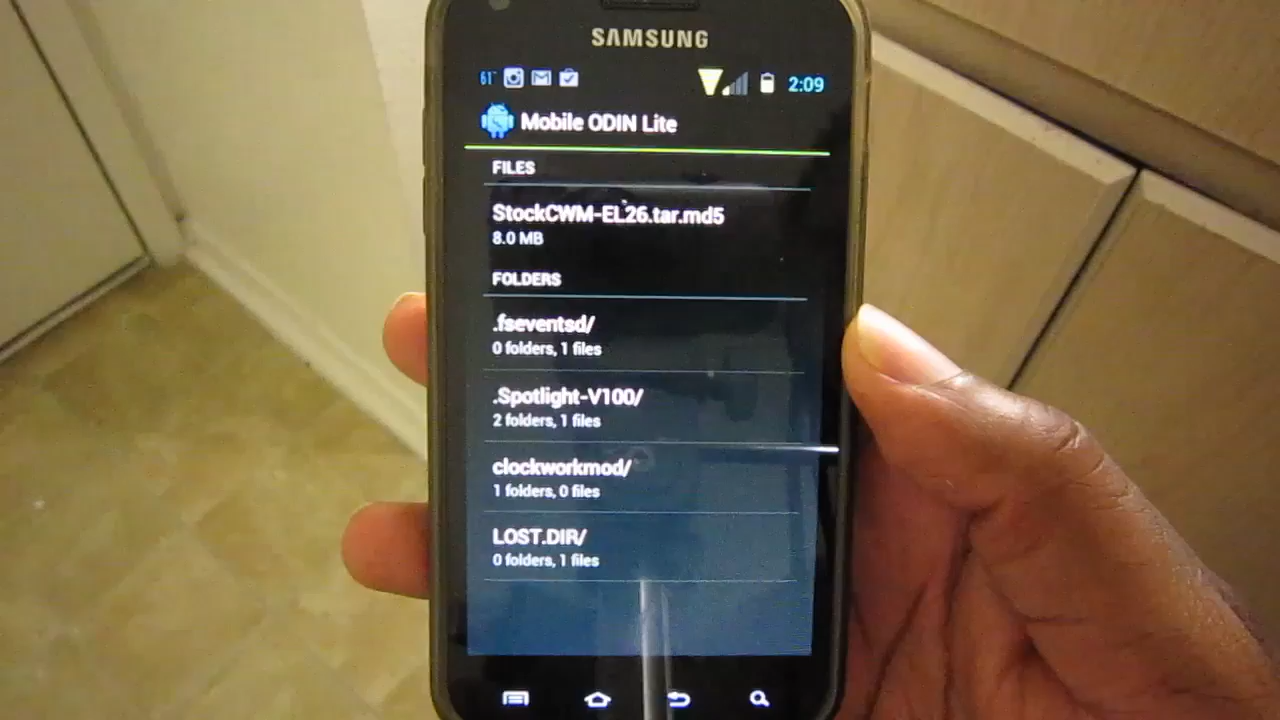 SAMSUNG
61° 2:09
Mobile ODIN Lite
FILES
StockCWM-EL26.tar.md5
8.0 MB
FOLDERS
.fseventsd/
0 folders, 1 files
.Spotlight-V100/
2 folders, 1 files
clockworkmod/
1 folders, 0 files
LOST.DIR/
0 folders, 1 files